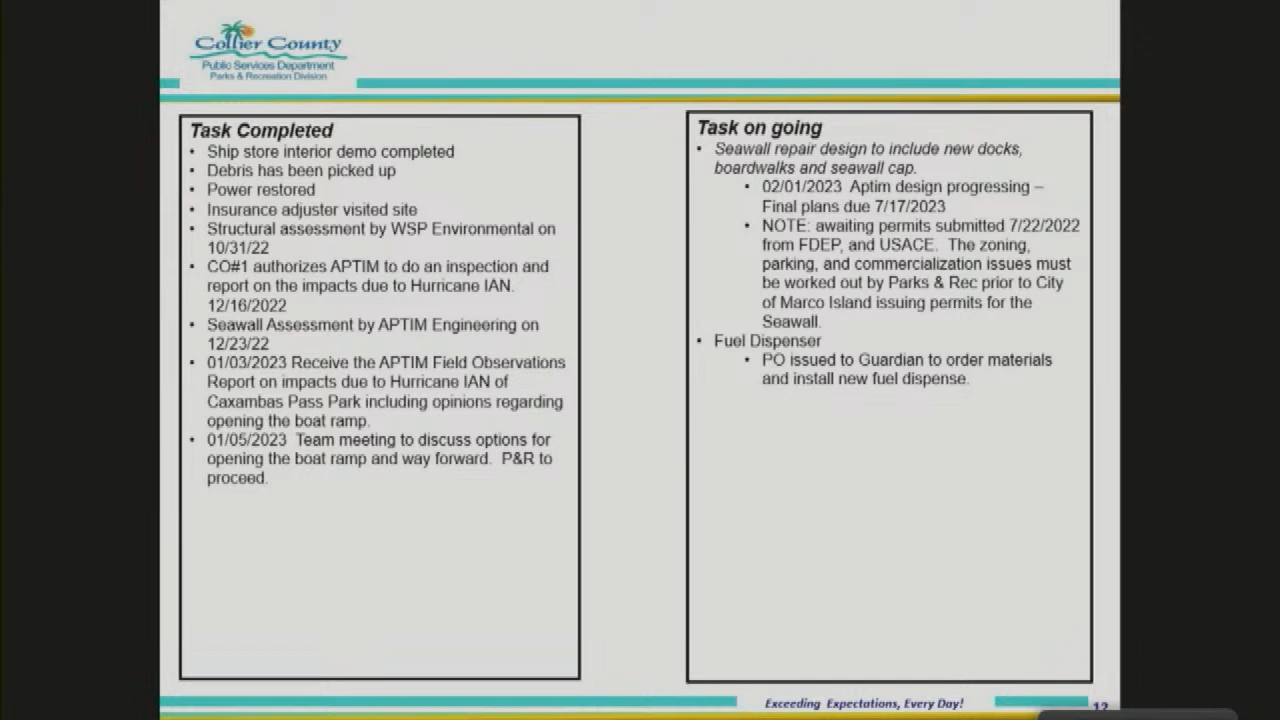 Collier County
Public Services Department
Parks & Recreation Division
Task Completed
• Ship store interior demo completed
• Debris has been picked up
• Power restored
• Insurance adjuster visited site
• Structural assessment by WSP Environmental on
10/31/22
• CO#1 authorizes APTIM to do an inspection and
report on the impacts due to Hurricane IAN.
12/16/2022
• Seawall Assessment by APTIM Engineering on
12/23/22
• 01/03/2023 Receive the APTIM Field Observations
Report on impacts due to Hurricane IAN of
Caxambas Pass Park including opinions regarding
opening the boat ramp.
• 01/05/2023 Team meeting to discuss options for
opening the boat ramp and way forward. P&R to
proceed.
Task on going
• Seawall repair design to include new docks,
boardwalks and seawall cap.
• 02/01/2023 Aptim design progressing –
Final plans due 7/17/2023
• NOTE: awaiting permits submitted 7/22/2022
from FDEP, and USACE. The zoning,
parking, and commercialization issues must
be worked out by Parks & Rec prior to City
of Marco Island issuing permits for the
Seawall.
• Fuel Dispenser
• PO issued to Guardian to order materials
and install new fuel dispense.
Exceeding Expectations, Every Day!
12